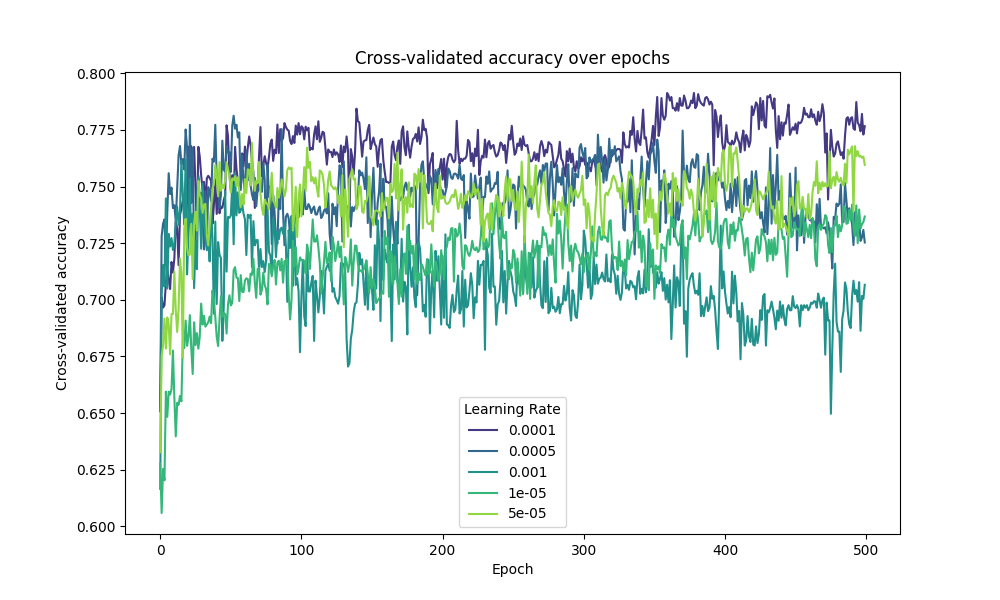 Cross-validated accuracy over epochs
Cross-validated accuracy
0.800
0.775
0.750
0.725
0.700
0.675
0.650
0.625
0.600
Learning Rate
0.0001
0.0005
0.001
1e-05
5e-05
0 100 200 300 400 500
Epoch